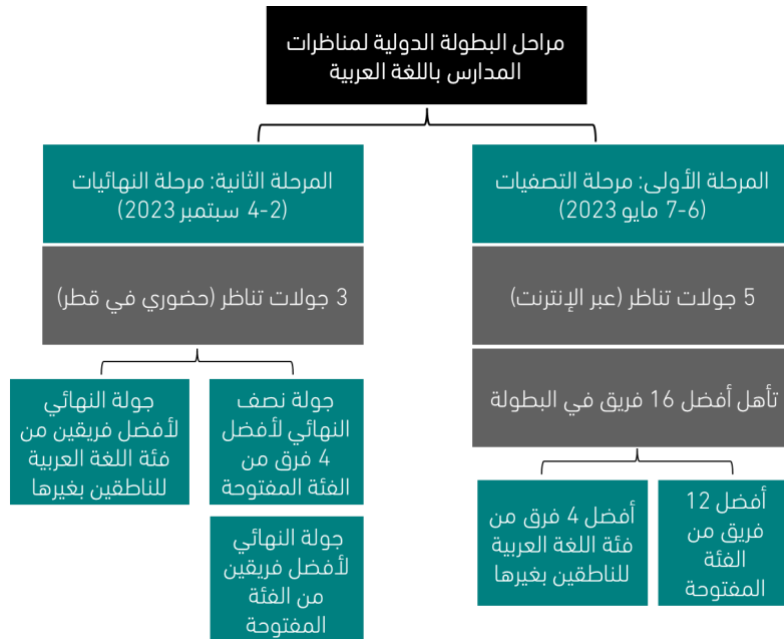 مراحل البطولة الدولية لمناظرات
المدارس باللغة العربية
المرحلة الأولى: مرحلة التصفيات
(6-7 مايو 2023)
5 جولات تناظر (عبر الإنترنت)
تأهل أفضل 16 فريق في البطولة
أفضل 12
فريق من
الفئة
المفتوحة
أفضل 4 فرق من
فئة اللغة العربية
للناطقين بغيرها
المرحلة الثانية: مرحلة النهائيات
(2-4 سبتمبر 2023)
3 جولات تناظر (حضوري في قطر)
جولة نصف
النهائي لأفضل
4 فرق من
الفئة المفتوحة
جولة النهائي
لأفضل فريقين
من الفئة
المفتوحة
جولة النهائي
لأفضل فريقين من
فئة اللغة العربية
للناطقين بغيرها